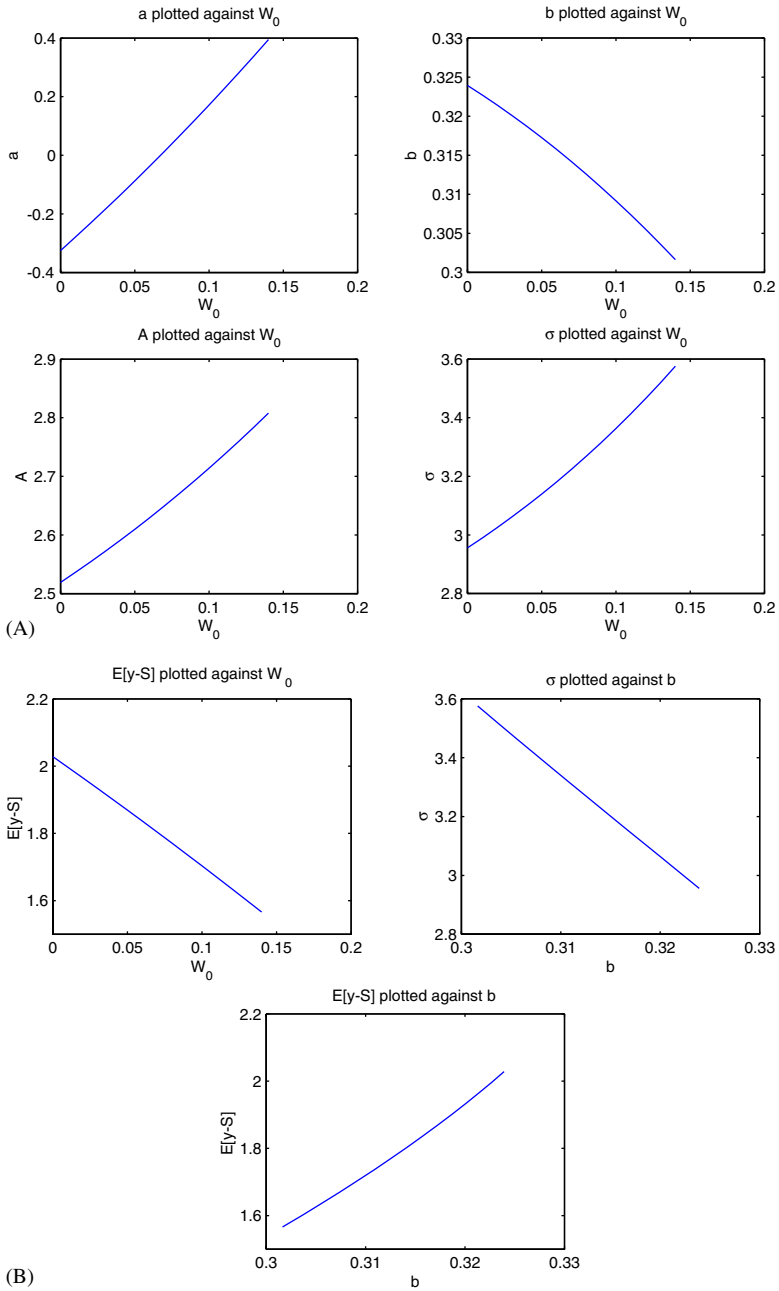 a plotted against W0
0.4
0.2
0
-0.2
-0.4
a
0 0.05 0.1 0.15 0.2
W0
b plotted against W0
0.33
0.325
0.32
0.315
0.31
0.305
0.3
b
0 0.05 0.1 0.15 0.2
W0
A plotted against W0
2.9
2.8
2.7
2.6
2.5
A
0 0.05 0.1 0.15 0.2
W0
σ plotted against W0
3.6
3.4
3.2
3
2.8
σ
0 0.05 0.1 0.15 0.2
W0
(A)
E[y-S] plotted against W0
2.2
2
1.8
1.6
E[y-S]
0 0.05 0.1 0.15 0.2
W0
σ plotted against b
3.6
3.4
3.2
3
2.8
σ
0.3 0.31 0.32 0.33
b
E[y-S] plotted against b
2.2
2
1.8
1.6
E[y-S]
0.3 0.31 0.32 0.33
b
(B)